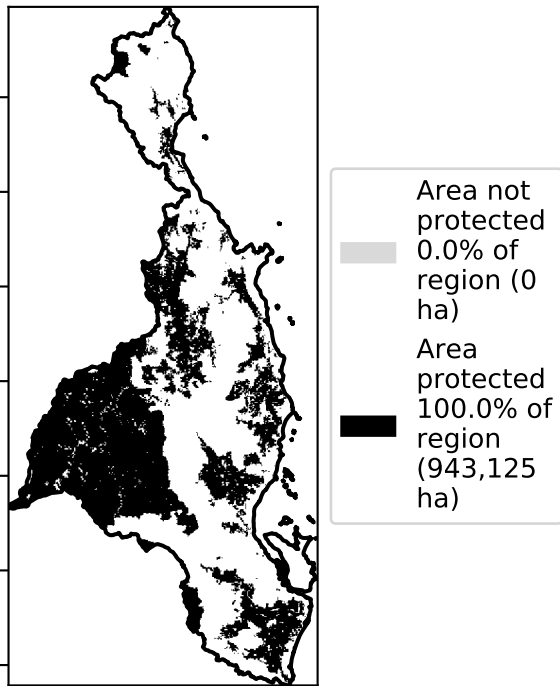 Area not
protected
0.0% of
region (0
ha)
Area
protected
100.0% of
region
(943,125
ha)